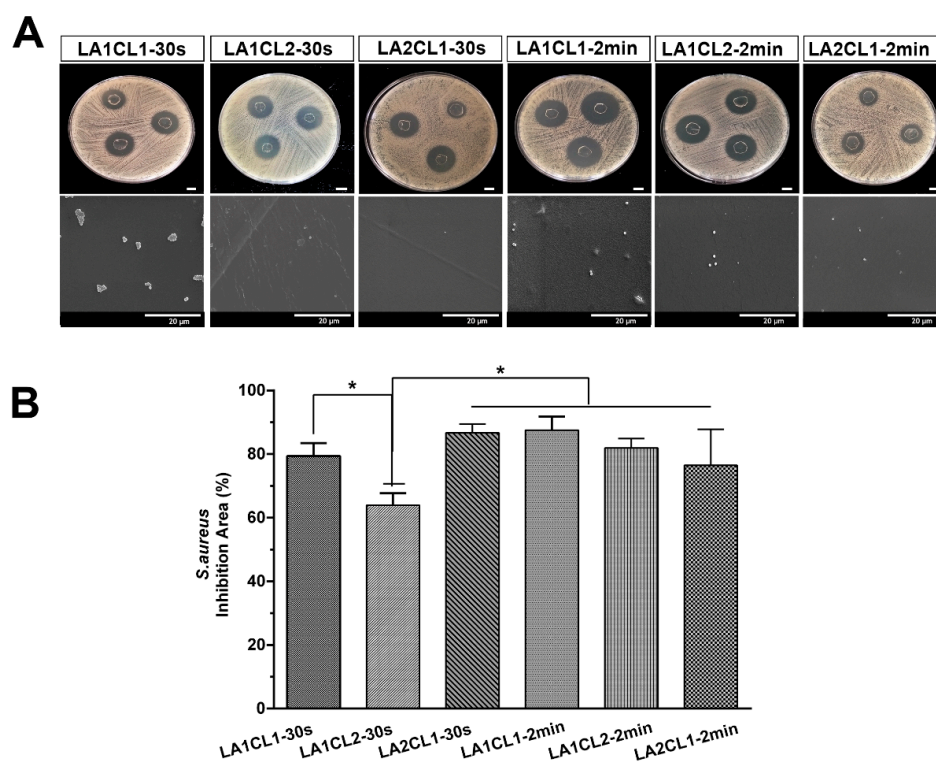 A
LA1CL1-30s
LA1CL2-30s
LA2CL1-30s
LA1CL1-2min
LA1CL2-2min
LA2CL1-2min
20 μm
20 μm
20 μm
20 μm
20 μm
20 μm
B
S.aureus
Inhibition Area (%)
100
80
60
40
20
0
*
*
LA1CL1-30s
LA1CL2-30s
LA2CL1-30s
LA1CL1-2min
LA1CL2-2min
LA2CL1-2min